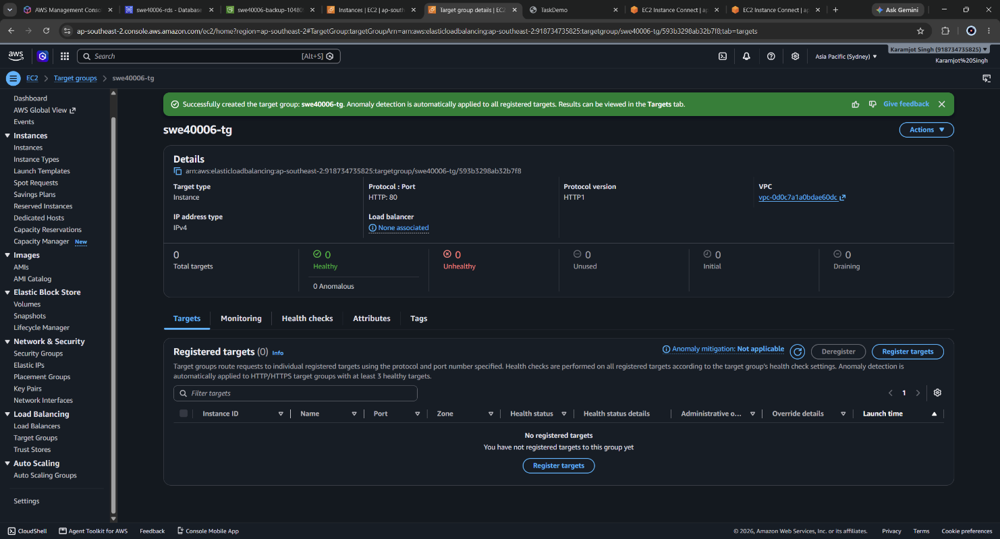 AWS Management Conso
swe40006-rds - Database
swe40006-backup-10480
Instances | EC2 | ap-south
Target group details | EC2
TaskDemo
EC2 Instance Connect | ap
EC2 Instance Connect | ap
Ask Gemini
ap-southeast-2.console.aws.amazon.com/ec2/home?region=ap-southeast-2#TargetGroup:targetGroupArn=arn:aws:elasticloadbalancing:ap-southeast-2:918734735825:targetgroup/swe40006-tg/593b3298ab32b7f8;tab=targets
aws
Search
[Alt+S]
Asia Pacific (Sydney)
Karamjot Singh (918734735825)
Karamjot%20Singh
EC2
Target groups
swe40006-tg
Dashboard
AWS Global View
Events
Instances
Instances
Instance Types
Launch Templates
Spot Requests
Savings Plans
Reserved Instances
Dedicated Hosts
Capacity Reservations
Capacity Manager New
Images
AMIs
AMI Catalog
Elastic Block Store
Volumes
Snapshots
Lifecycle Manager
Network & Security
Security Groups
Elastic IPs
Placement Groups
Key Pairs
Network Interfaces
Load Balancing
Load Balancers
Target Groups
Trust Stores
Auto Scaling
Auto Scaling Groups
Settings
Successfully created the target group: swe40006-tg. Anomaly detection is automatically applied to all registered targets. Results can be viewed in the Targets tab.
Give feedback
swe40006-tg
Actions
Details
arn:aws:elasticloadbalancing:ap-southeast-2:918734735825:targetgroup/swe40006-tg/593b3298ab32b7f8
Target type
Instance
Protocol : Port
HTTP: 80
Protocol version
HTTP1
VPC
vpc-0d0c7a1a0bdae60dc
IP address type
IPv4
Load balancer
None associated
0
Total targets
0
Healthy
0 Anomalous
0
Unhealthy
0
Unused
0
Initial
0
Draining
Targets
Monitoring
Health checks
Attributes
Tags
Registered targets (0) Info
Anomaly mitigation: Not applicable
Deregister
Register targets
Target groups route requests to individual registered targets using the protocol and port number specified. Health checks are performed on all registered targets according to the target group's health check settings. Anomaly detection is
automatically applied to HTTP/HTTPS target groups with at least 3 healthy targets.
Filter targets
1
Instance ID
Name
Port
Zone
Health status
Health status details
Administrative o...
Override details
Launch time
No registered targets
You have not registered targets to this group yet
Register targets
CloudShell
Agent Toolkit for AWS
Feedback
Console Mobile App
© 2026, Amazon Web Services, Inc. or its affiliates.
Privacy
Terms
Cookie preferences